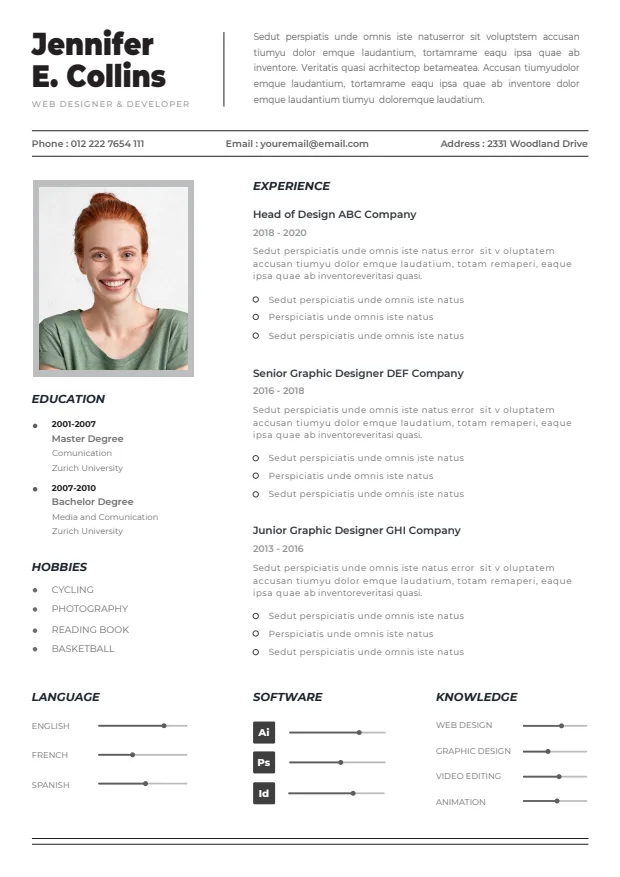 Jennifer
E. Collins
WEB DESIGNER & DEVELOPER
Sedut perspiatis unde omnis iste natuserror sit voluptstem accusan
tiumyu dolor emque laudantium, tortamrame eaqu ipsa quae ab
inventore. Veritatis quasi acrhitectop betameatea. Accusan tiumyudolor
emque laudantium, tortamrame eaqu ipsa quae ab inventore dolor
emque laudantium tiumyu doloremque laudatium.
Phone : 012 222 7654 111
Email : youremail@email.com
Address : 2331 Woodland Drive
EDUCATION
2001-2007
Master Degree
Comunication
Zurich University
2007-2010
Bachelor Degree
Media and Comunication
Zurich University
HOBBIES
CYCLING
PHOTOGRAPHY
READING BOOK
BASKETBALL
EXPERIENCE
Head of Design ABC Company
2018 - 2020
Sedut perspiciatis unde omnis iste natus error sit v oluptatem
accusan tiumyu dolor emque laudatium, totam remaperi, eaque
ipsa quae ab inventoreveritasi quasi.
Sedut perspiciatis unde omnis iste natus
Perspiciatis unde omnis iste natus
Sedut perspiciatis unde omnis iste natus
Senior Graphic Designer DEF Company
2016 - 2018
Sedut perspiciatis unde omnis iste natus error sit v oluptatem
accusan tiumyu dolor emque laudatium, totam remaperi, eaque
ipsa quae ab inventoreveritasi quasi.
Sedut perspiciatis unde omnis iste natus
Perspiciatis unde omnis iste natus
Sedut perspiciatis unde omnis iste natus
Junior Graphic Designer GHI Company
2013 - 2016
Sedut perspiciatis unde omnis iste natus error sit v oluptatem
accusan tiumyu dolor emque laudatium, totam remaperi, eaque
ipsa quae ab inventoreveritasi quasi.
Sedut perspiciatis unde omnis iste natus
Perspiciatis unde omnis iste natus
Sedut perspiciatis unde omnis iste natus
LANGUAGE
ENGLISH
FRENCH
SPANISH
SOFTWARE
Ai
Ps
Id
KNOWLEDGE
WEB DESIGN
GRAPHIC DESIGN
VIDEO EDITING
ANIMATION